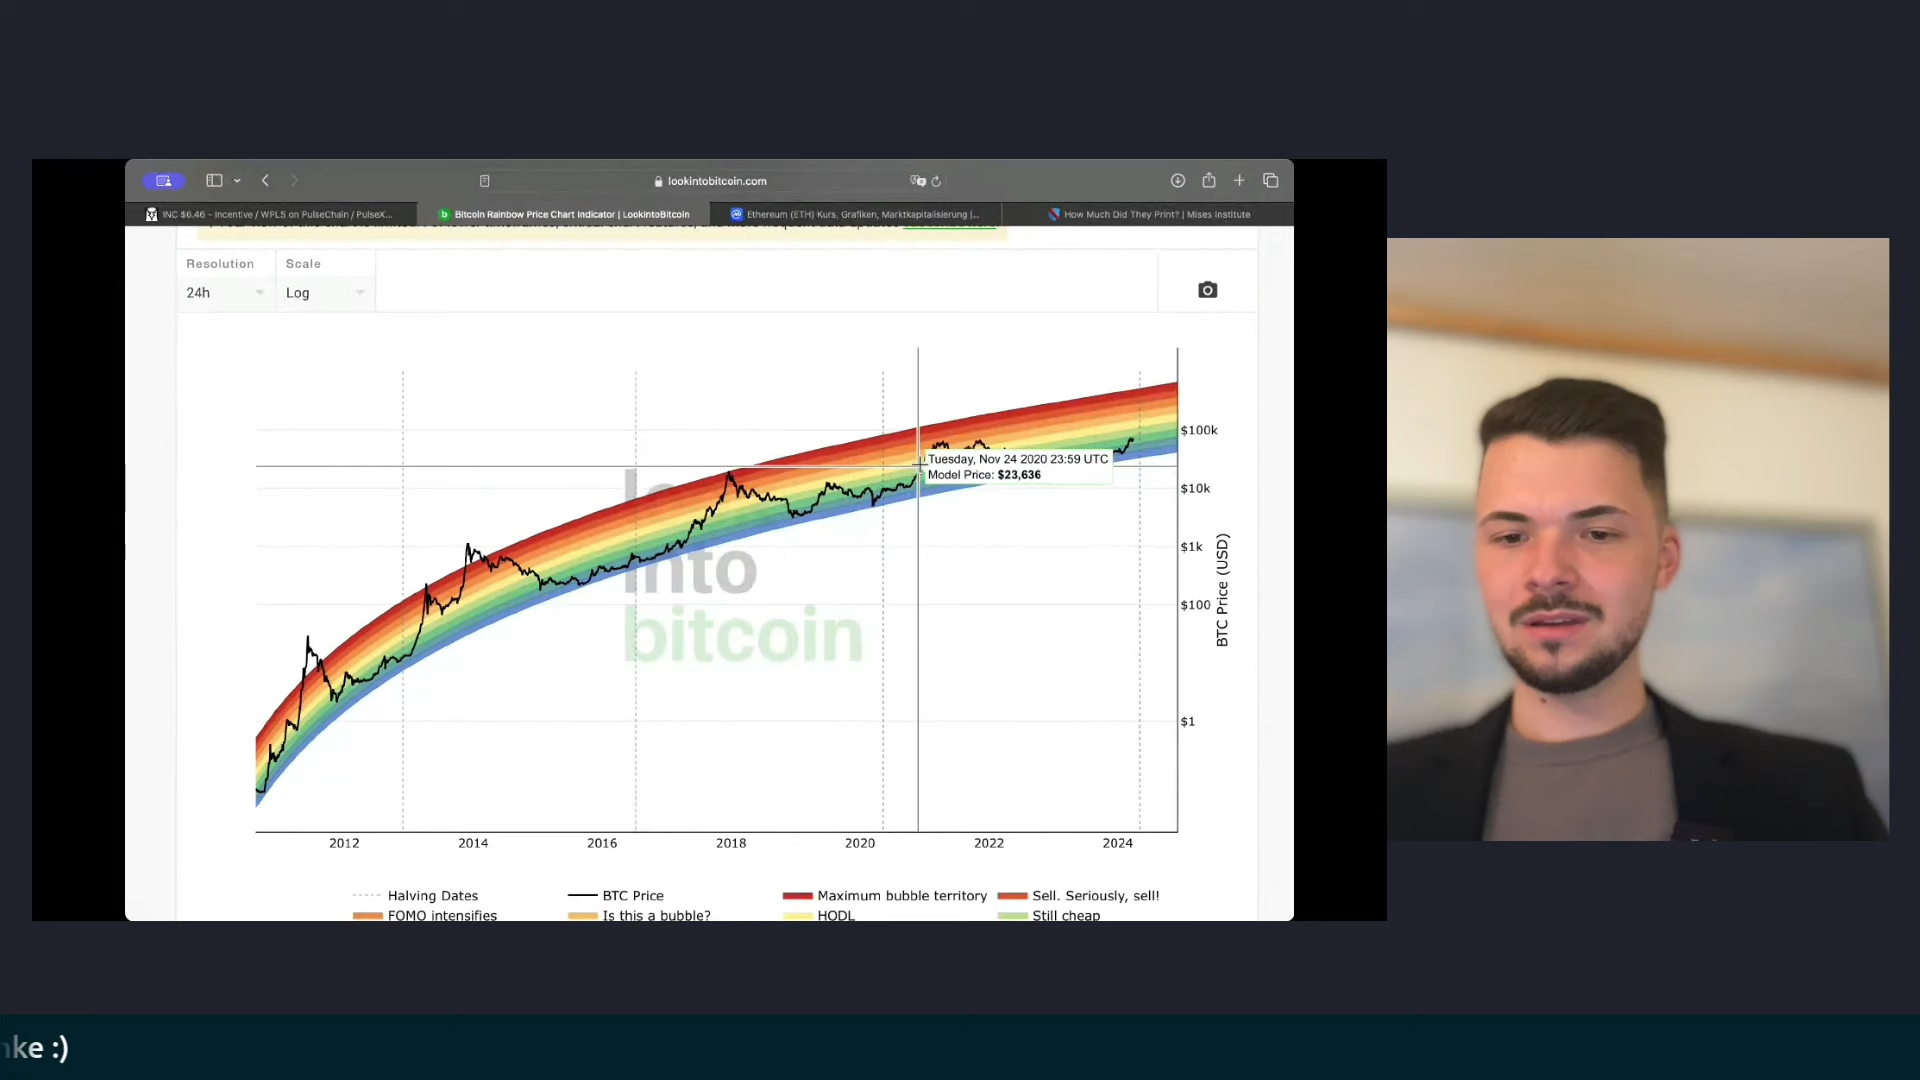 lookintobitcoin.com
INC $6.46 - Incentive / WPLS on PulseChain / PulseX...
Bitcoin Rainbow Price Chart Indicator | LookIntoBitcoin
Ethereum (ETH) Kurs, Grafiken, Marktkapitalisierung |...
How Much Did They Print? | Mises Institute
Resolution
Scale
24h
Log
Tuesday, Nov 24 2020 23:59 UTC
Model Price: $23,636
into
bitcoin
$100k
$10k
$1k
$100
$1
BTC Price (USD)
2012
2014
2016
2018
2020
2022
2024
Halving Dates
BTC Price
Maximum bubble territory
Sell. Seriously, sell!
FOMO intensifies
Is this a bubble?
HODL
Still cheap
:)